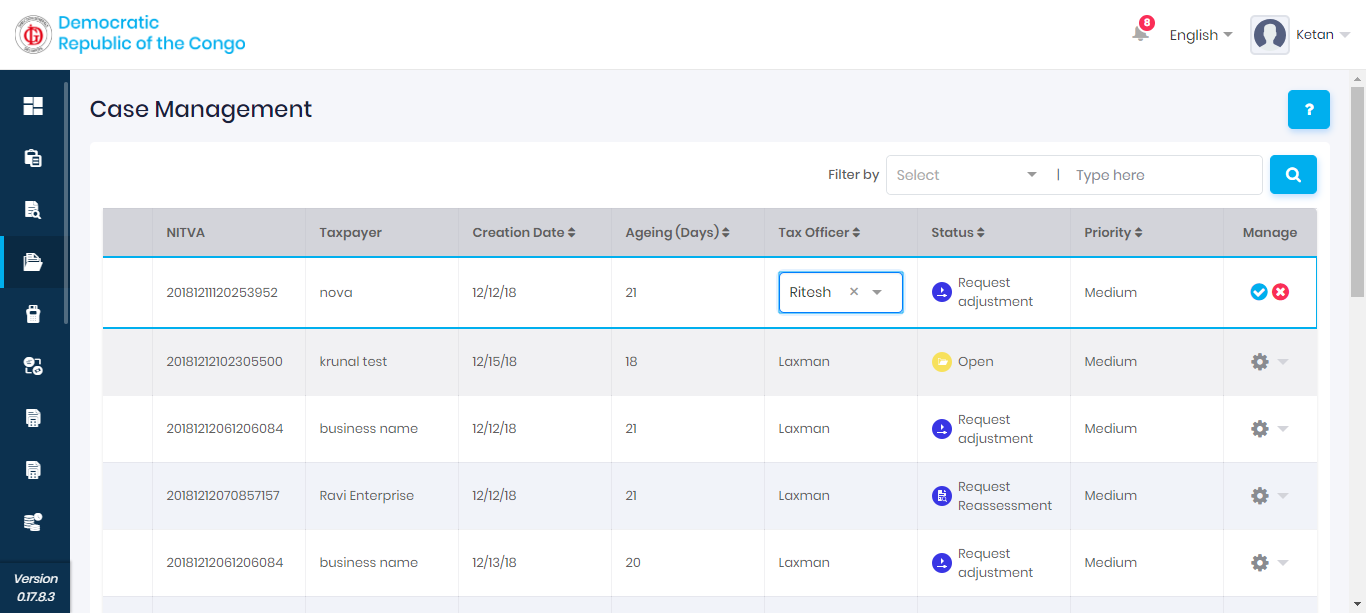 Democratic
Republic of the Congo
8
English
Ketan
Case Management
?
Filter by
Select
|
Type here
NITVA
Taxpayer
Creation Date
Ageing (Days)
Tax Officer
Status
Priority
Manage
20181211120253952
nova
12/12/18
21
Ritesh ×
Request
adjustment
Medium
20181212102305500
krunal test
12/15/18
18
Laxman
Open
Medium
20181212061206084
business name
12/12/18
21
Laxman
Request
adjustment
Medium
20181212070857157
Ravi Enterprise
12/12/18
21
Laxman
Request
Reassessment
Medium
20181212061206084
business name
12/13/18
20
Laxman
Request
adjustment
Medium
Version
0.17.8.3